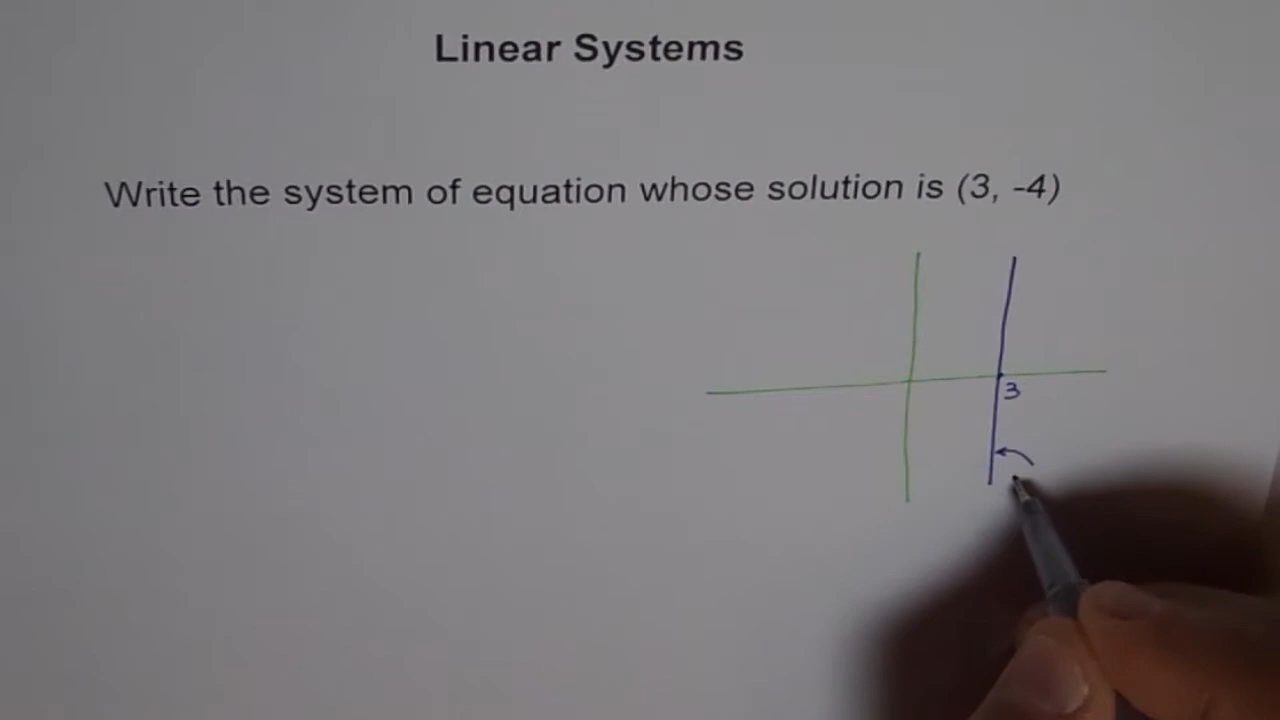 Linear Systems
Write the system of equation whose solution is (3, -4)
3